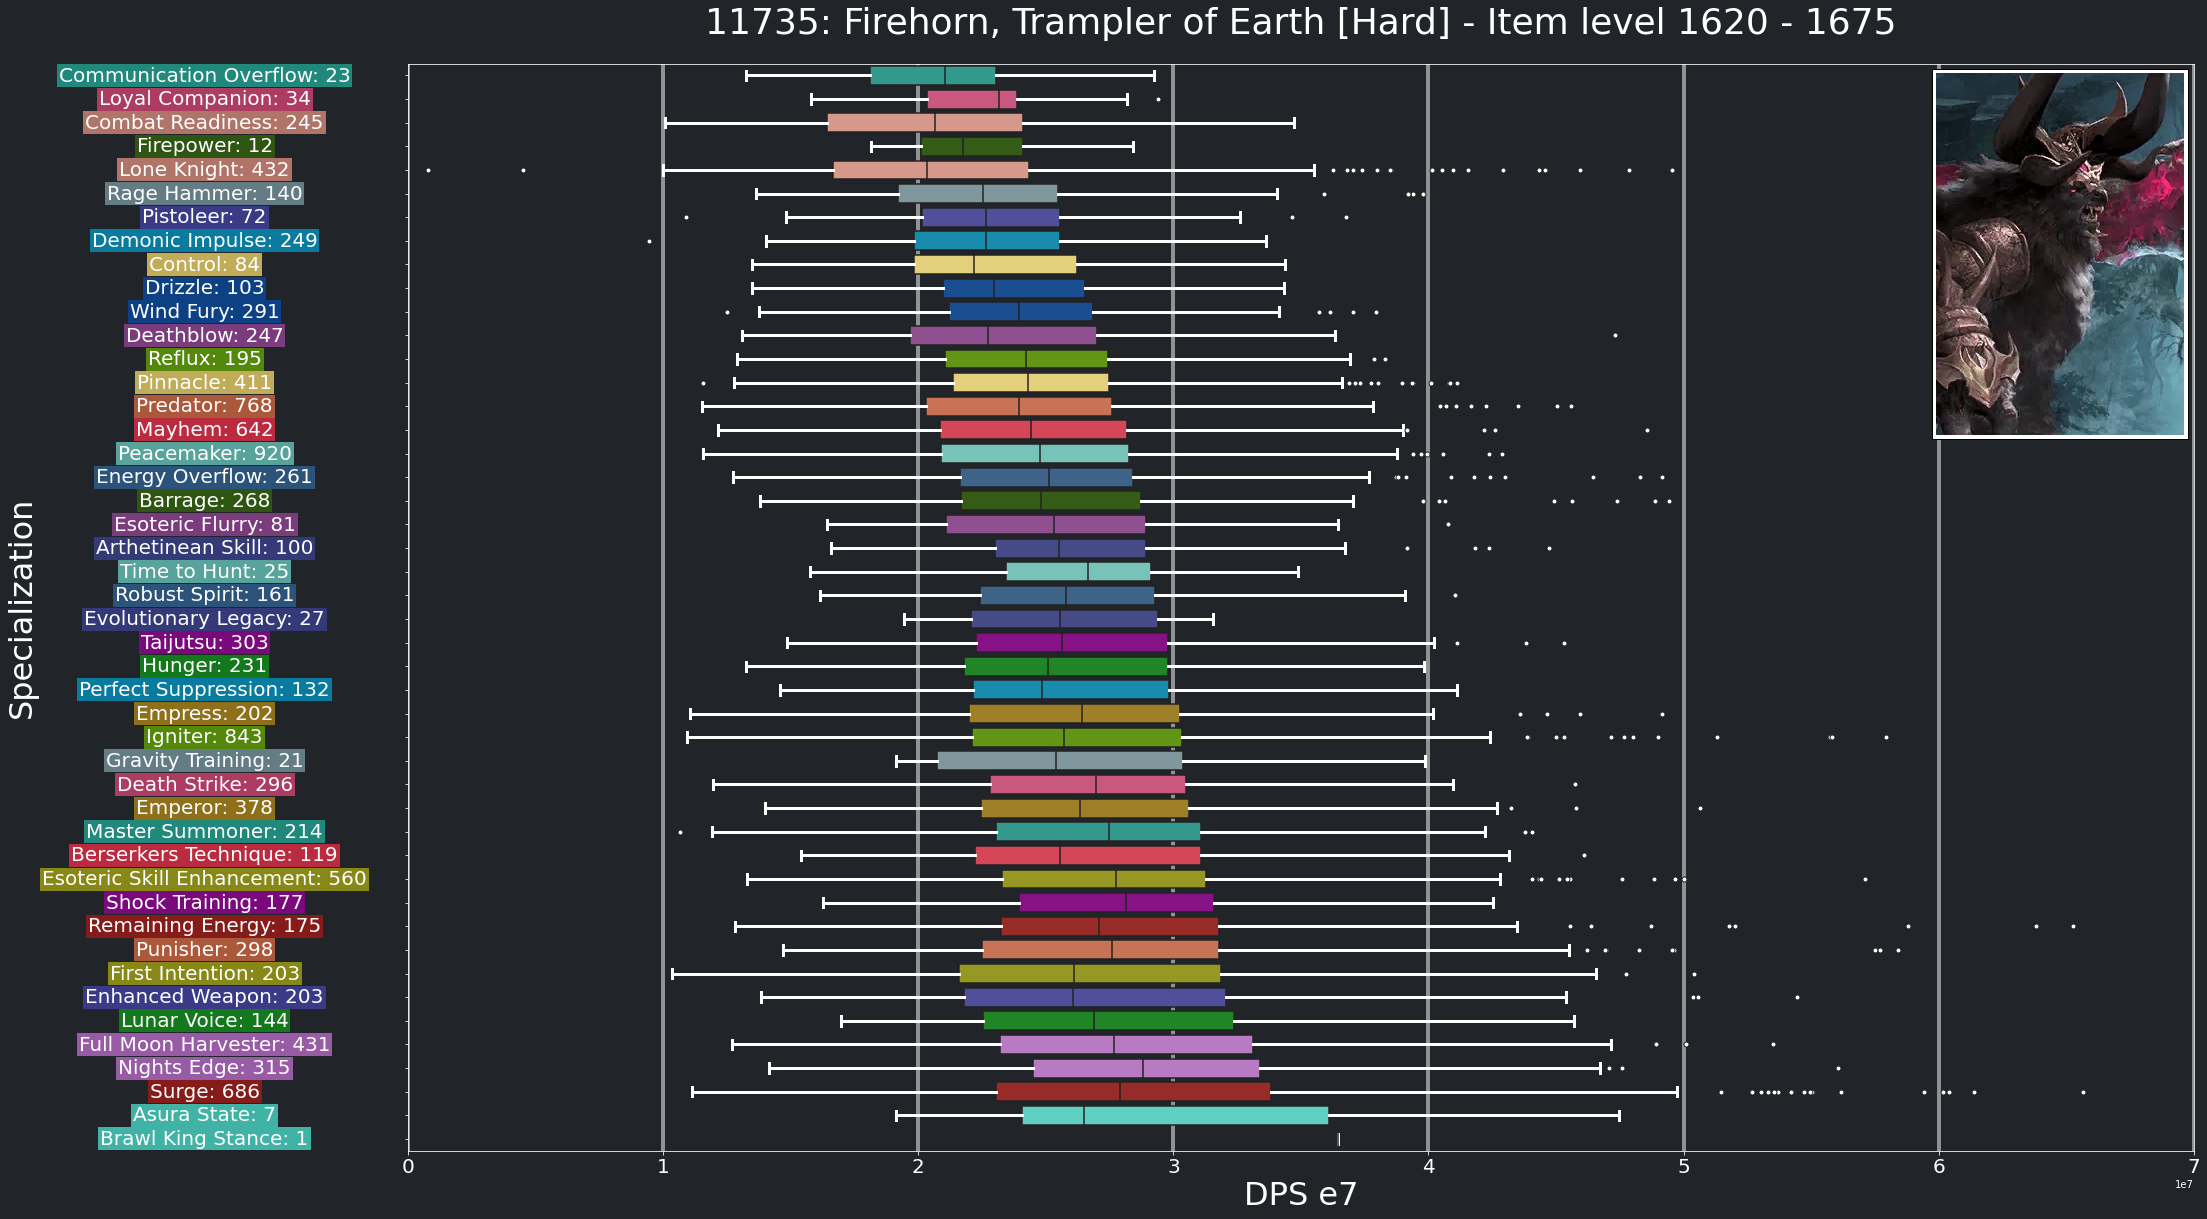 11735: Firehorn, Trampler of Earth [Hard] - Item level 1620 - 1675
Specialization
Communication Overflow: 23
Loyal Companion: 34
Combat Readiness: 245
Firepower: 12
Lone Knight: 432
Rage Hammer: 140
Pistoleer: 72
Demonic Impulse: 249
Control: 84
Drizzle: 103
Wind Fury: 291
Deathblow: 247
Reflux: 195
Pinnacle: 411
Predator: 768
Mayhem: 642
Peacemaker: 920
Energy Overflow: 261
Barrage: 268
Esoteric Flurry: 81
Arthetinean Skill: 100
Time to Hunt: 25
Robust Spirit: 161
Evolutionary Legacy: 27
Taijutsu: 303
Hunger: 231
Perfect Suppression: 132
Empress: 202
Igniter: 843
Gravity Training: 21
Death Strike: 296
Emperor: 378
Master Summoner: 214
Berserkers Technique: 119
Esoteric Skill Enhancement: 560
Shock Training: 177
Remaining Energy: 175
Punisher: 298
First Intention: 203
Enhanced Weapon: 203
Lunar Voice: 144
Full Moon Harvester: 431
Nights Edge: 315
Surge: 686
Asura State: 7
Brawl King Stance: 1
0 1 2 3 4 5 6 7
1e7
DPS e7